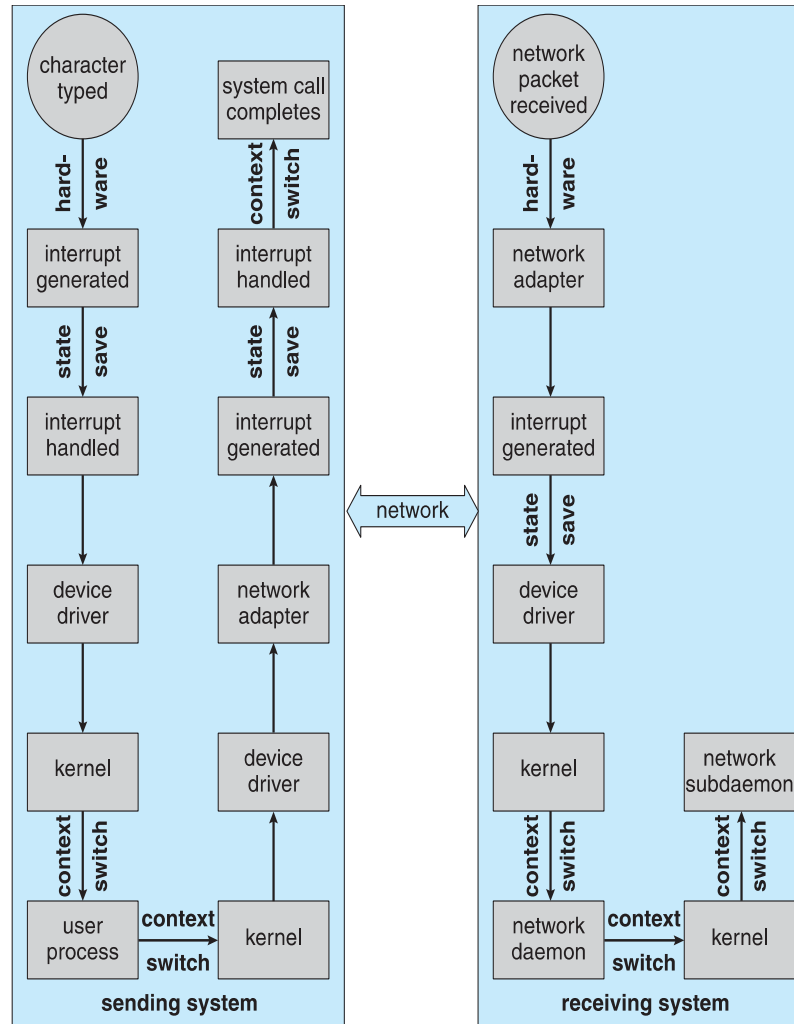 character
typed
hard-
ware
interrupt
generated
state
save
interrupt
handled
device
driver
kernel
context
switch
user
process
context
switch
kernel
device
driver
network
adapter
interrupt
generated
state
save
interrupt
handled
context
switch
system call
completes
sending system
network
network
packet
received
hard-
ware
network
adapter
interrupt
generated
state
save
device
driver
kernel
context
switch
network
daemon
context
switch
kernel
context
switch
network
subdaemon
receiving system